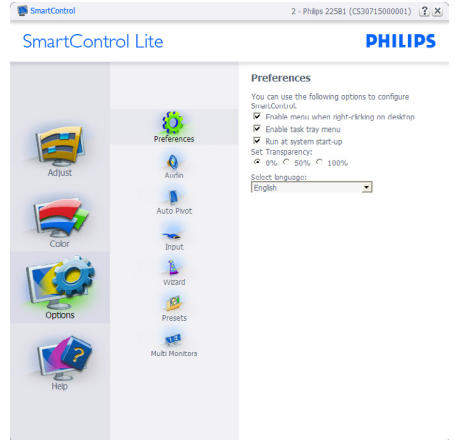 SmartControl
2 - Philips 225B1 (CS30715000001)
SmartControl Lite
PHILIPS
Adjust
Color
Options
Help
Preferences
Audio
Auto Pivot
Input
Wizard
Presets
Multi Monitors
Preferences
You can use the following options to configure
SmartControl.
Enable menu when right-clicking on desktop
Enable task tray menu
Run at system start-up
Set Transparency:
0% 50% 100%
Select language:
English